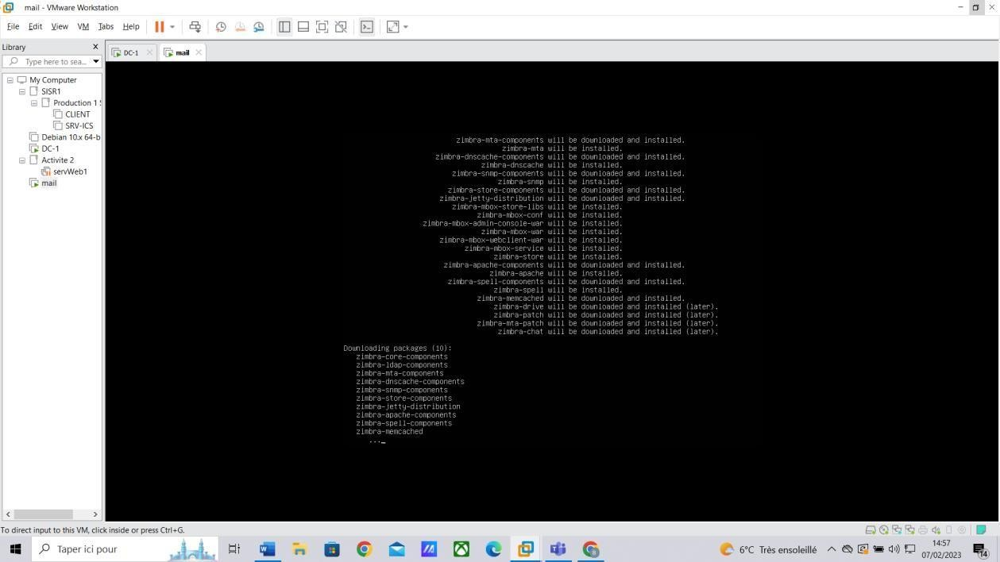 mail - VMware Workstation
File Edit View VM Tabs Help
Library
Type here to sea...
My Computer
SISR1
Production 1
CLIENT
SRV-ICS
Debian 10.x 64-b
DC-1
Activite 2
servWeb1
mail
DC-1 mail
zimbra-mta-components will be downloaded and installed.
zimbra-mta will be installed.
zimbra-dnscache-components will be downloaded and installed.
zimbra-dnscache will be installed.
zimbra-snmp-components will be downloaded and installed.
zimbra-snmp will be installed.
zimbra-store-components will be downloaded and installed.
zimbra-jetty-distribution will be downloaded and installed.
zimbra-mbox-store-libs will be installed.
zimbra-mbox-conf will be installed.
zimbra-mbox-admin-console-war will be installed.
zimbra-mbox-war will be installed.
zimbra-mbox-webclient-war will be installed.
zimbra-mbox-service will be installed.
zimbra-store will be installed.
zimbra-apache-components will be downloaded and installed.
zimbra-apache will be installed.
zimbra-spell-components will be downloaded and installed.
zimbra-spell will be installed.
zimbra-memcached will be downloaded and installed.
zimbra-drive will be downloaded and installed (later).
zimbra-patch will be downloaded and installed (later).
zimbra-mta-patch will be downloaded and installed (later).
zimbra-chat will be downloaded and installed (later).
Downloading packages (10):
zimbra-core-components
zimbra-ldap-components
zimbra-mta-components
zimbra-dnscache-components
zimbra-snmp-components
zimbra-store-components
zimbra-jetty-distribution
zimbra-apache-components
zimbra-spell-components
zimbra-memcached
..._
To direct input to this VM, click inside or press Ctrl+G.
Taper ici pour
6°C Très ensoleillé
14:57
07/02/2023
14